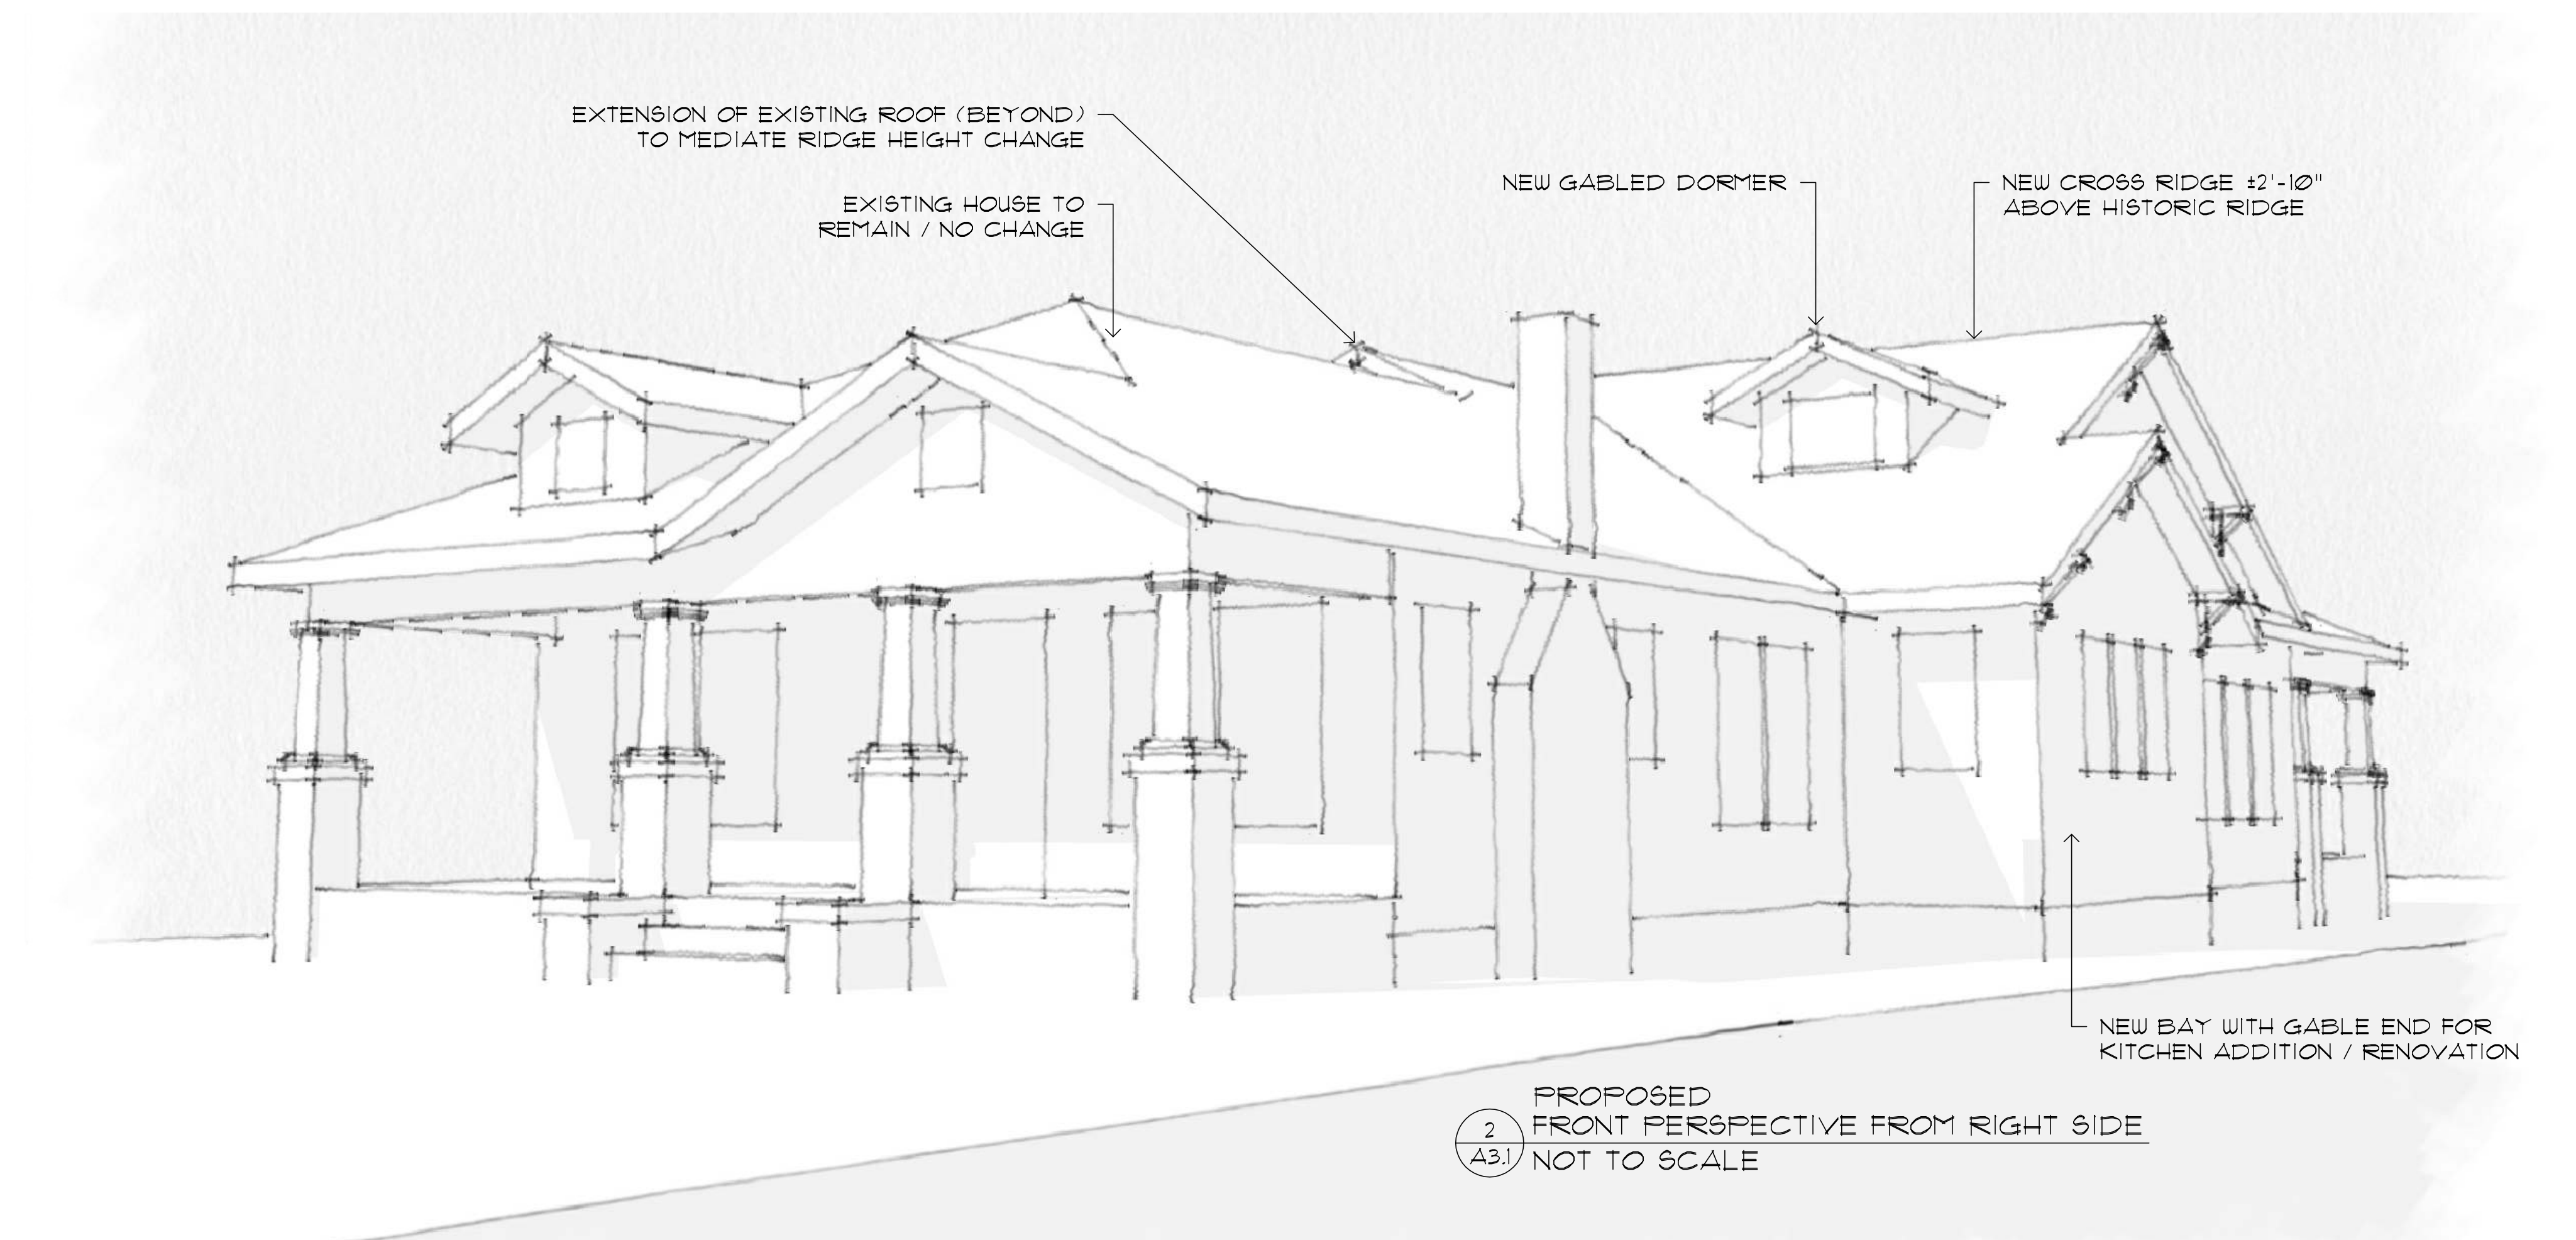 EXTENSION OF EXISTING ROOF (BEYOND)
TO MEDIATE RIDGE HEIGHT CHANGE
EXISTING HOUSE TO
REMAIN / NO CHANGE
NEW GABLED DORMER
NEW CROSS RIDGE ±2'-10"
ABOVE HISTORIC RIDGE
NEW BAY WITH GABLE END FOR
KITCHEN ADDITION / RENOVATION
PROPOSED
2 FRONT PERSPECTIVE FROM RIGHT SIDE
A3.1 NOT TO SCALE